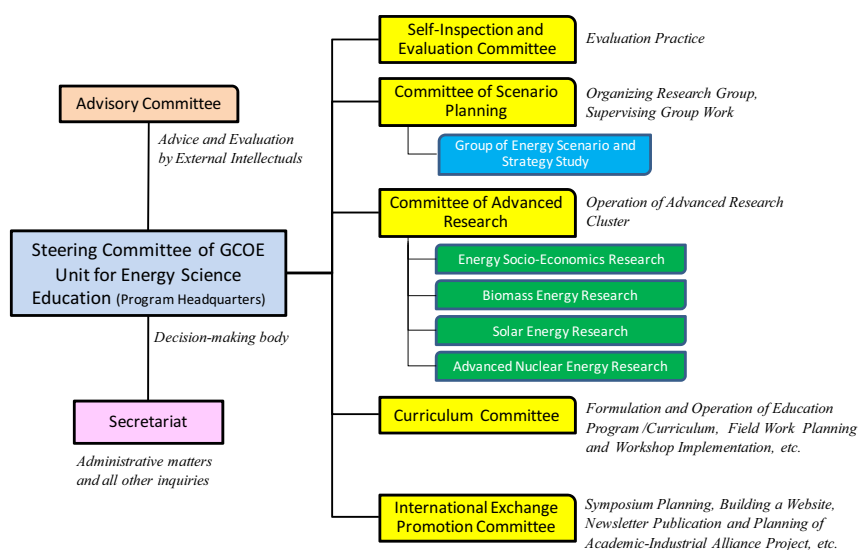 Advisory Committee
Advice and Evaluation
by External Intellectuals
Steering Committee of GCOE
Unit for Energy Science
Education (Program Headquarters)
Decision-making body
Secretariat
Administrative matters
and all other inquiries
Self-Inspection and
Evaluation Committee
Evaluation Practice
Committee of Scenario
Planning
Organizing Research Group,
Supervising Group Work
Group of Energy Scenario and
Strategy Study
Committee of Advanced
Research
Operation of Advanced Research
Cluster
Energy Socio-Economics Research
Biomass Energy Research
Solar Energy Research
Advanced Nuclear Energy Research
Curriculum Committee
Formulation and Operation of Education
Program /Curriculum, Field Work Planning
and Workshop Implementation, etc.
International Exchange
Promotion Committee
Symposium Planning, Building a Website,
Newsletter Publication and Planning of
Academic-Industrial Alliance Project, etc.